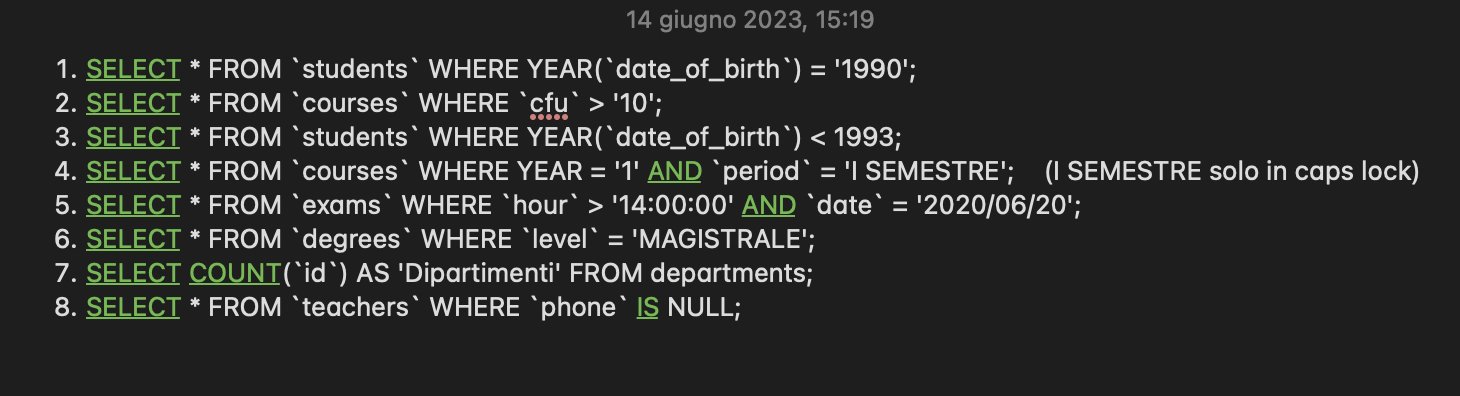 14 giugno 2023, 15:19
1. SELECT * FROM `students` WHERE YEAR(`date_of_birth`) = '1990';
2. SELECT * FROM `courses` WHERE `cfu` > '10';
3. SELECT * FROM `students` WHERE YEAR(`date_of_birth`) < 1993;
4. SELECT * FROM `courses` WHERE YEAR = '1' AND `period` = 'I SEMESTRE'; (I SEMESTRE solo in caps lock)
5. SELECT * FROM `exams` WHERE `hour` > '14:00:00' AND `date` = '2020/06/20';
6. SELECT * FROM `degrees` WHERE `level` = 'MAGISTRALE';
7. SELECT COUNT(`id`) AS 'Dipartimenti' FROM departments;
8. SELECT * FROM `teachers` WHERE `phone` IS NULL;